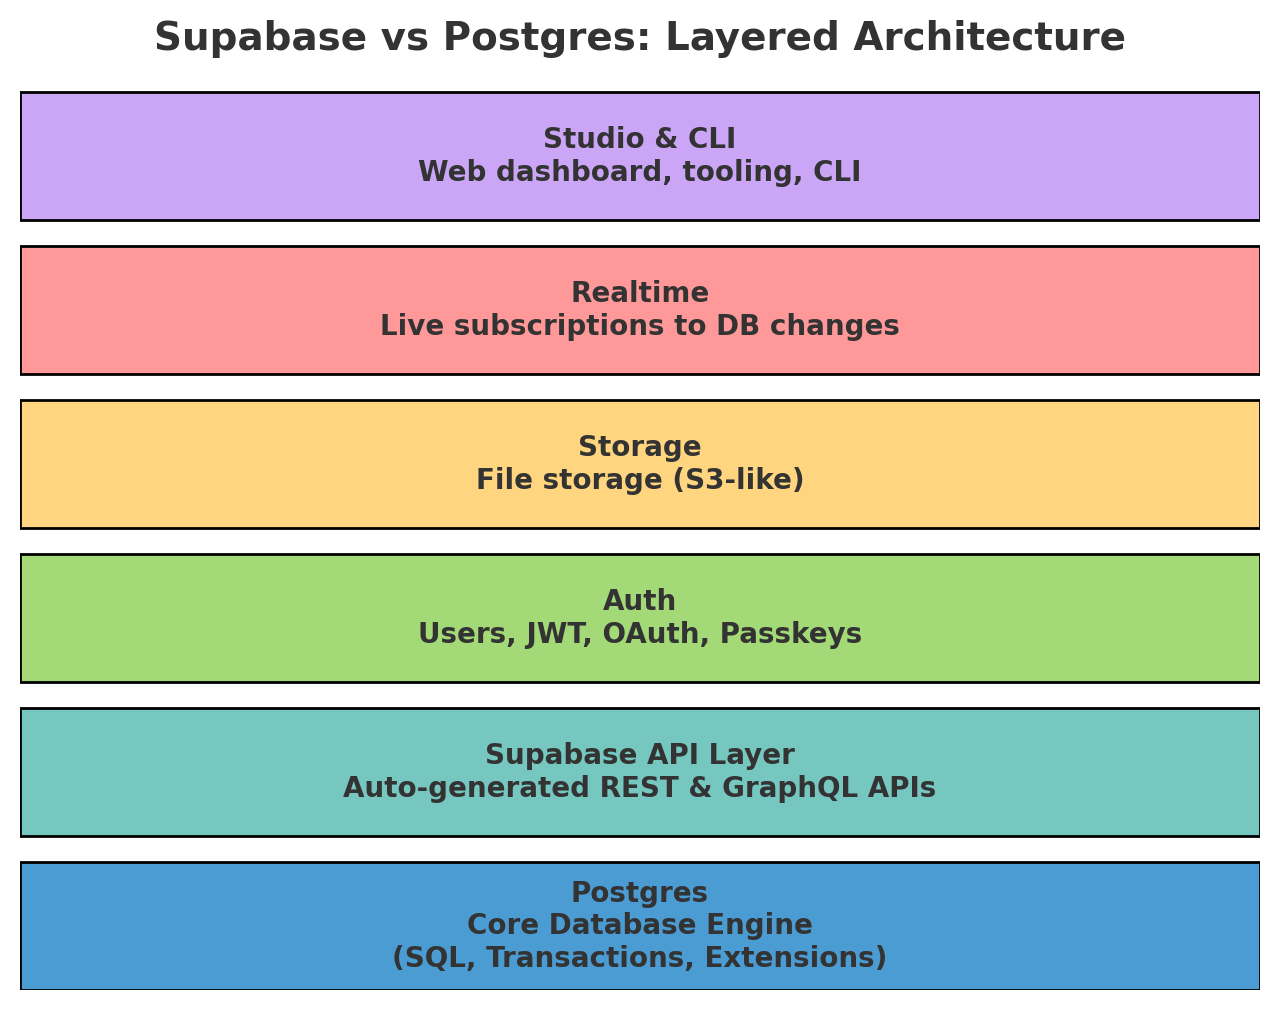 Supabase vs Postgres: Layered Architecture
Studio & CLI
Web dashboard, tooling, CLI
Realtime
Live subscriptions to DB changes
Storage
File storage (S3-like)
Auth
Users, JWT, OAuth, Passkeys
Supabase API Layer
Auto-generated REST & GraphQL APIs
Postgres
Core Database Engine
(SQL, Transactions, Extensions)